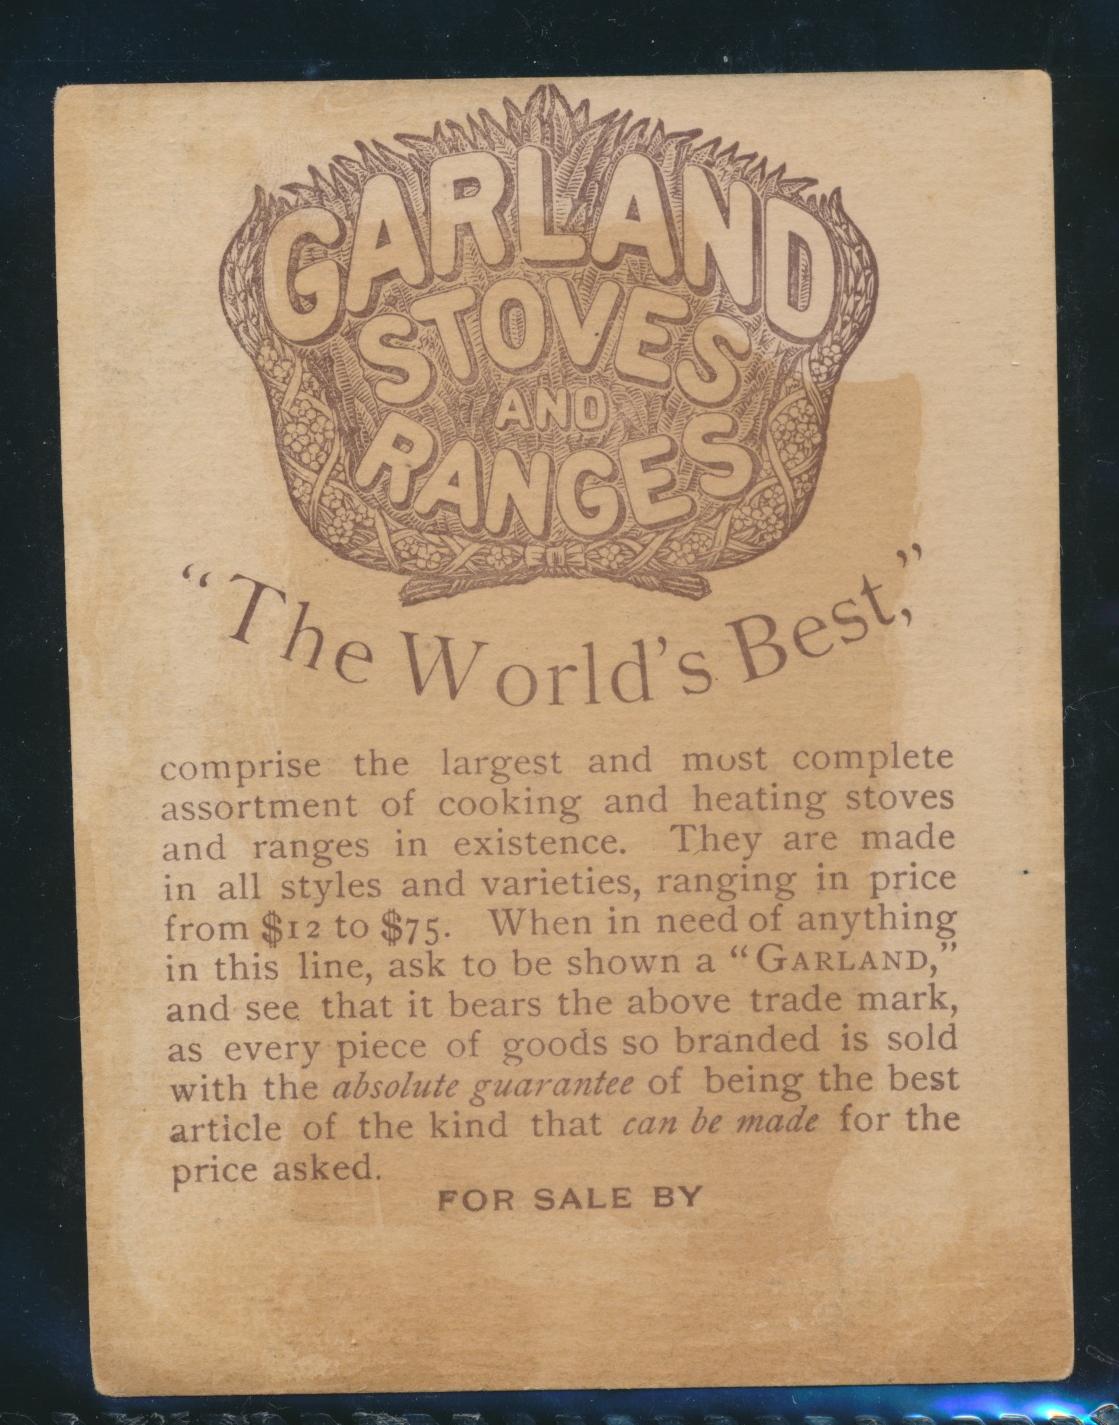 GARLAND
STOVES
AND
RANGES
"The World's Best,"
comprise the largest and most complete
assortment of cooking and heating stoves
and ranges in existence. They are made
in all styles and varieties, ranging in price
from $12 to $75. When in need of anything
in this line, ask to be shown a "GARLAND,"
and see that it bears the above trade mark,
as every piece of goods so branded is sold
with the absolute guarantee of being the best
article of the kind that can be made for the
price asked.
FOR SALE BY